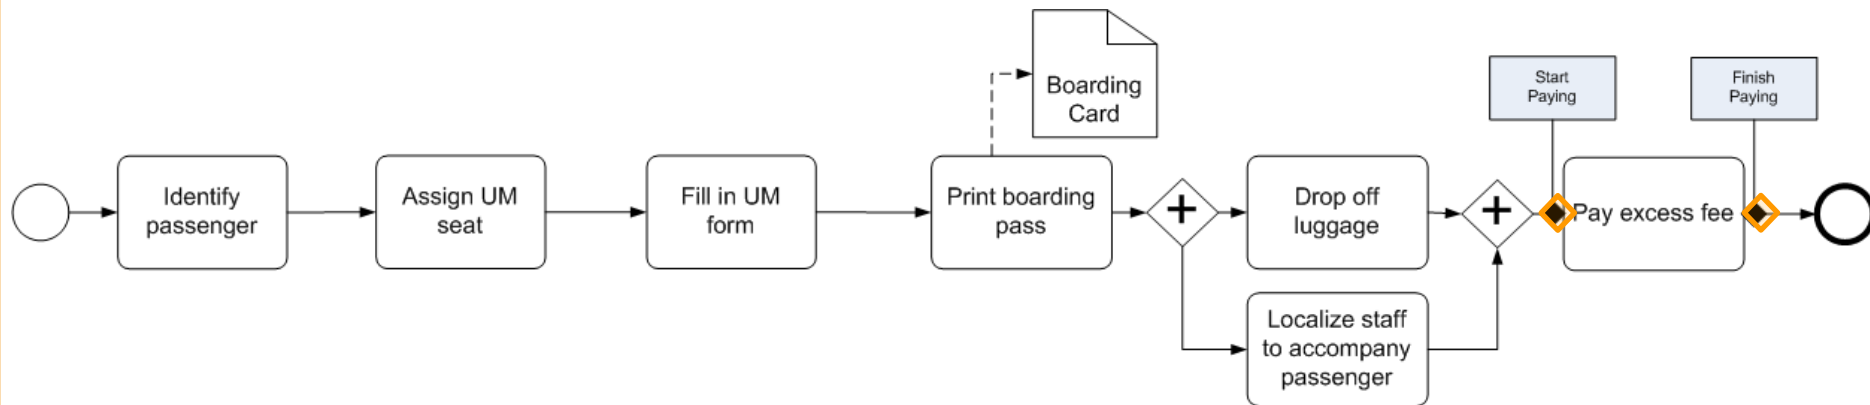 Identify
passenger
Assign UM
seat
Fill in UM
form
Print boarding
pass
Boarding
Card
Drop off
luggage
Localize staff
to accompany
passenger
Start
Paying
Pay excess fee
Finish
Paying